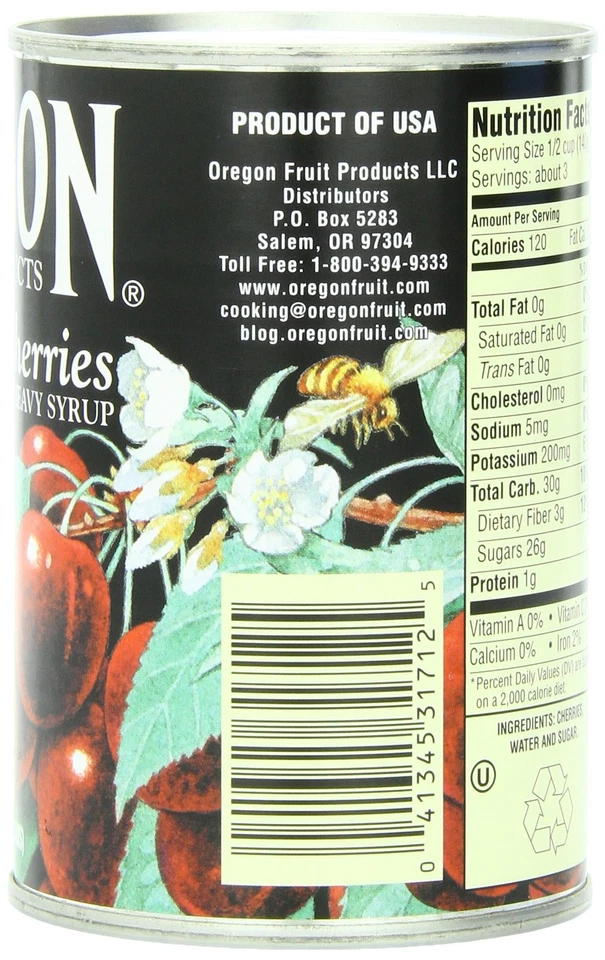 ON
CTS
®
erries
EAVY SYRUP
PRODUCT OF USA
Oregon Fruit Products LLC
Distributors
P.O. Box 5283
Salem, OR 97304
Toll Free: 1-800-394-9333
www.oregonfruit.com
cooking@oregonfruit.com
blog.oregonfruit.com
0 41345 31712 5
Nutrition Facts
Serving Size 1/2 cup (14
Servings: about 3
Amount Per Serving
Calories 120 Fat Ca
Total Fat 0g
Saturated Fat 0g
Trans Fat 0g
Cholesterol 0mg
Sodium 5mg
Potassium 200mg
Total Carb. 30g
Dietary Fiber 3g
Sugars 26g
Protein 1g
Vitamin A 0% • Vitamin
Calcium 0% • Iron 2%
*Percent Daily Values (DV) are
on a 2,000 calorie diet.
INGREDIENTS: CHERRIES,
WATER AND SUGAR.
U